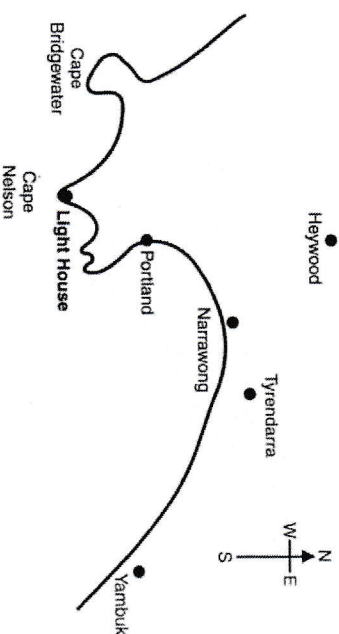 Heywood
Tyrendarra
Narrawong
Portland
Yambuk
Light House
Cape
Bridgewater
Cape
Nelson
N
W
E
S